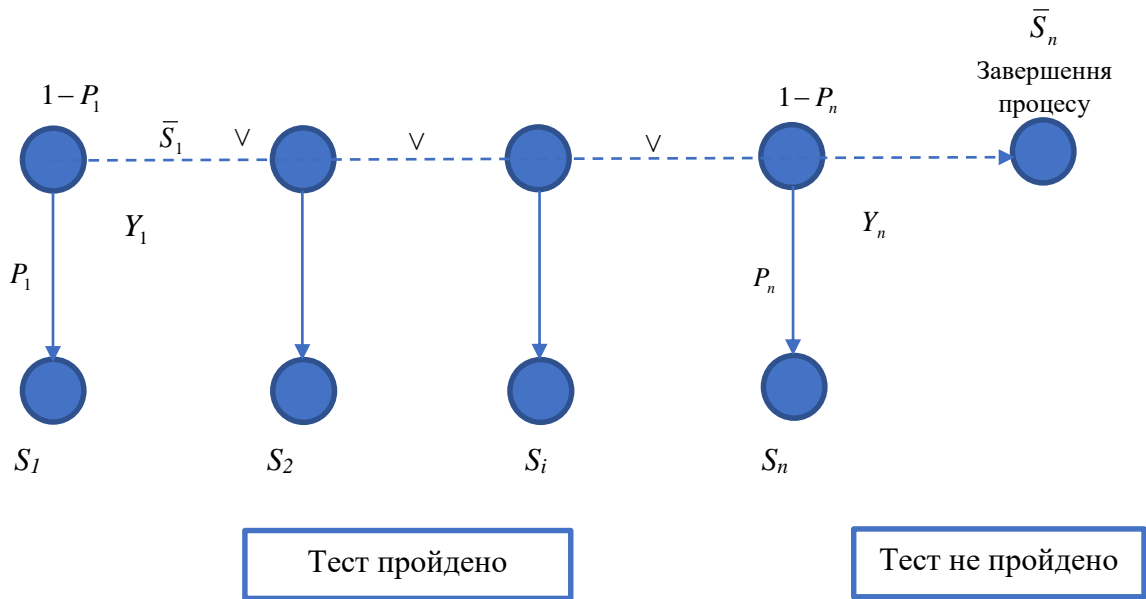 S̅ₙ
Завершення
процесу
1 − P₁
1 − Pₙ
S̅₁
∨
∨
∨
Y₁
Yₙ
P₁
Pₙ
S₁
S₂
Sᵢ
Sₙ
Тест пройдено
Тест не пройдено